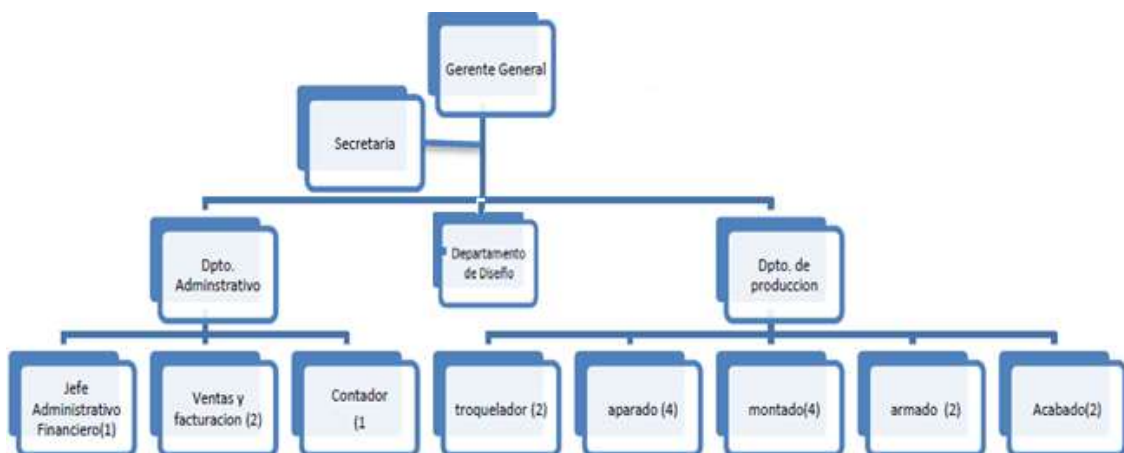 Gerente General
Secretaria
Dpto.
Adminstrativo
Departamento
de Diseño
Dpto. de
produccion
Jefe
Administrativo
Financiero(1)
Ventas y
facturacion (2)
Contador
(1
troquelador (2)
aparado (4)
montado(4)
armado (2)
Acabado(2)